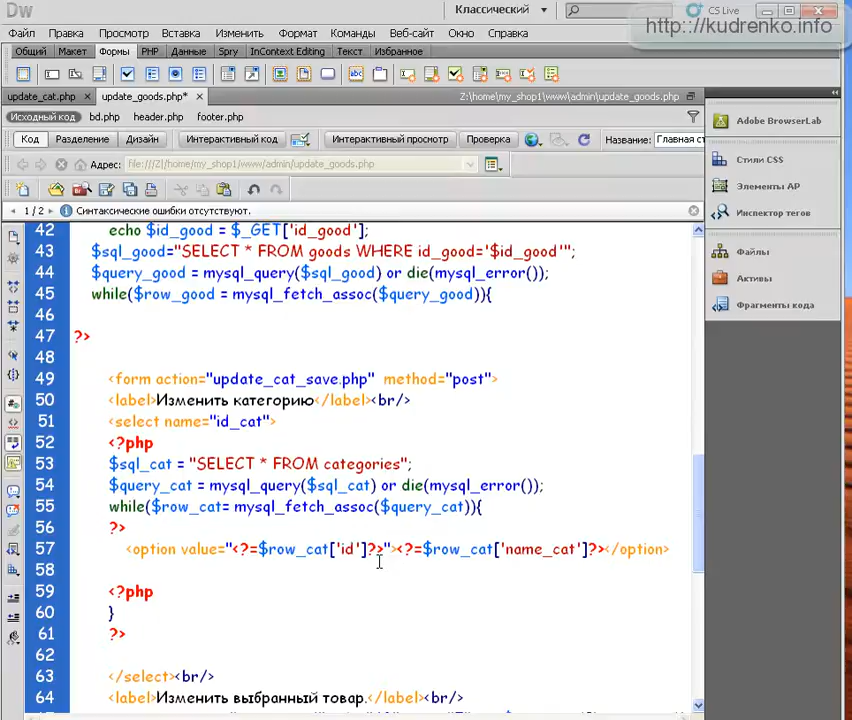 Dw
Классический
CS Live
http:://kudrenko.info
Файл Правка Просмотр Вставка Изменить Формат Команды Веб-сайт Окно Справка
Общий Макет Формы PHP Данные Spry InContext Editing Текст Избранное
abc
update_cat.php × update_goods.php* ×
Z:\home\my_shop1\www\admin\update_goods.php
Исходный код bd.php header.php footer.php
Код Разделение Дизайн Интерактивный код Интерактивный просмотр Проверка Название: Главная ст
Адрес: file:///Z|/home/my_shop1/www/admin/update_goods.php
1 / 2 Синтаксические ошибки отсутствуют.
42 echo $id_good = $_GET['id_good'];
43 $sql_good="SELECT * FROM goods WHERE id_good='$id_good'";
44 $query_good = mysql_query($sql_good) or die(mysql_error());
45 while($row_good = mysql_fetch_assoc($query_good)){
46
47 ?>
48
49 <form action="update_cat_save.php" method="post">
50 <label>Изменить категорию</label><br/>
51 <select name="id_cat">
52 <?php
53 $sql_cat = "SELECT * FROM categories";
54 $query_cat = mysql_query($sql_cat) or die(mysql_error());
55 while($row_cat= mysql_fetch_assoc($query_cat)){
56 ?>
57 <option value="<?=$row_cat['id']?>"><?=$row_cat['name_cat']?></option>
58
59 <?php
60 }
61 ?>
62
63 </select><br/>
64 <label>Изменить выбранный товар.</label><br/>
Adobe BrowserLab
Стили CSS
Элементы AP
Инспектор тегов
Файлы
Активы
Фрагменты кода